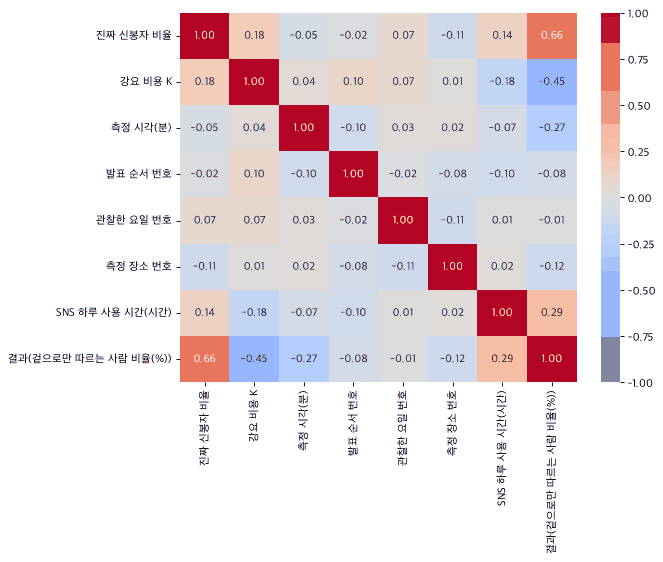 진짜 신봉자 비율 1.00 0.18 -0.05 -0.02 0.07 -0.11 0.14 0.66
강요 비용 K 0.18 1.00 0.04 0.10 0.07 0.01 -0.18 -0.45
측정 시각(분) -0.05 0.04 1.00 -0.10 0.03 0.02 -0.07 -0.27
발표 순서 번호 -0.02 0.10 -0.10 1.00 -0.02 -0.08 -0.10 -0.08
관찰한 요일 번호 0.07 0.07 0.03 -0.02 1.00 -0.11 0.01 -0.01
측정 장소 번호 -0.11 0.01 0.02 -0.08 -0.11 1.00 0.02 -0.12
SNS 하루 사용 시간(시간) 0.14 -0.18 -0.07 -0.10 0.01 0.02 1.00 0.29
결과(겉으로만 따르는 사람 비율(%)) 0.66 -0.45 -0.27 -0.08 -0.01 -0.12 0.29 1.00
진짜 신봉자 비율
강요 비용 K
측정 시각(분)
발표 순서 번호
관찰한 요일 번호
측정 장소 번호
SNS 하루 사용 시간(시간)
결과(겉으로만 따르는 사람 비율(%))
1.00
0.75
0.50
0.25
0.00
-0.25
-0.50
-0.75
-1.00